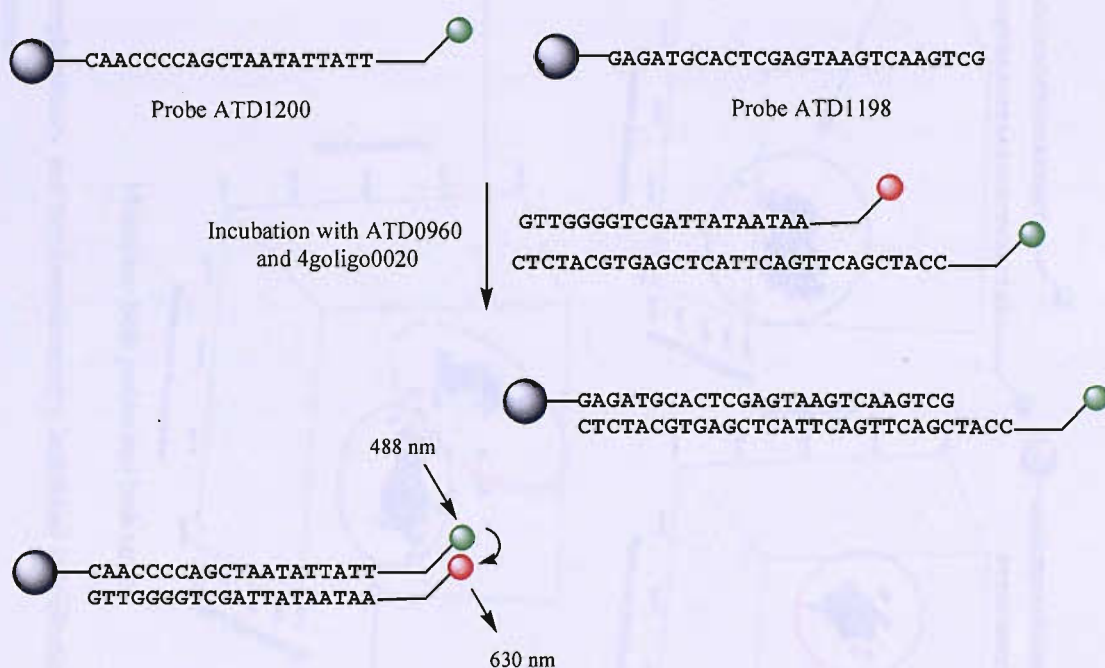 CAACCCCAGCTAATATTATT
GAGATGCACTCGAGTAAGTCAAGTCG
Probe ATD1200
Probe ATD1198
Incubation with ATD0960
and 4goligo0020
GTTGGGGTCGATTATAATAA
CTCTACGTGAGCTCATTCAGTTCAGCTACC
GAGATGCACTCGAGTAAGTCAAGTCG
CTCTACGTGAGCTCATTCAGTTCAGCTACC
488 nm
CAACCCCAGCTAATATTATT
GTTGGGGTCGATTATAATAA
630 nm